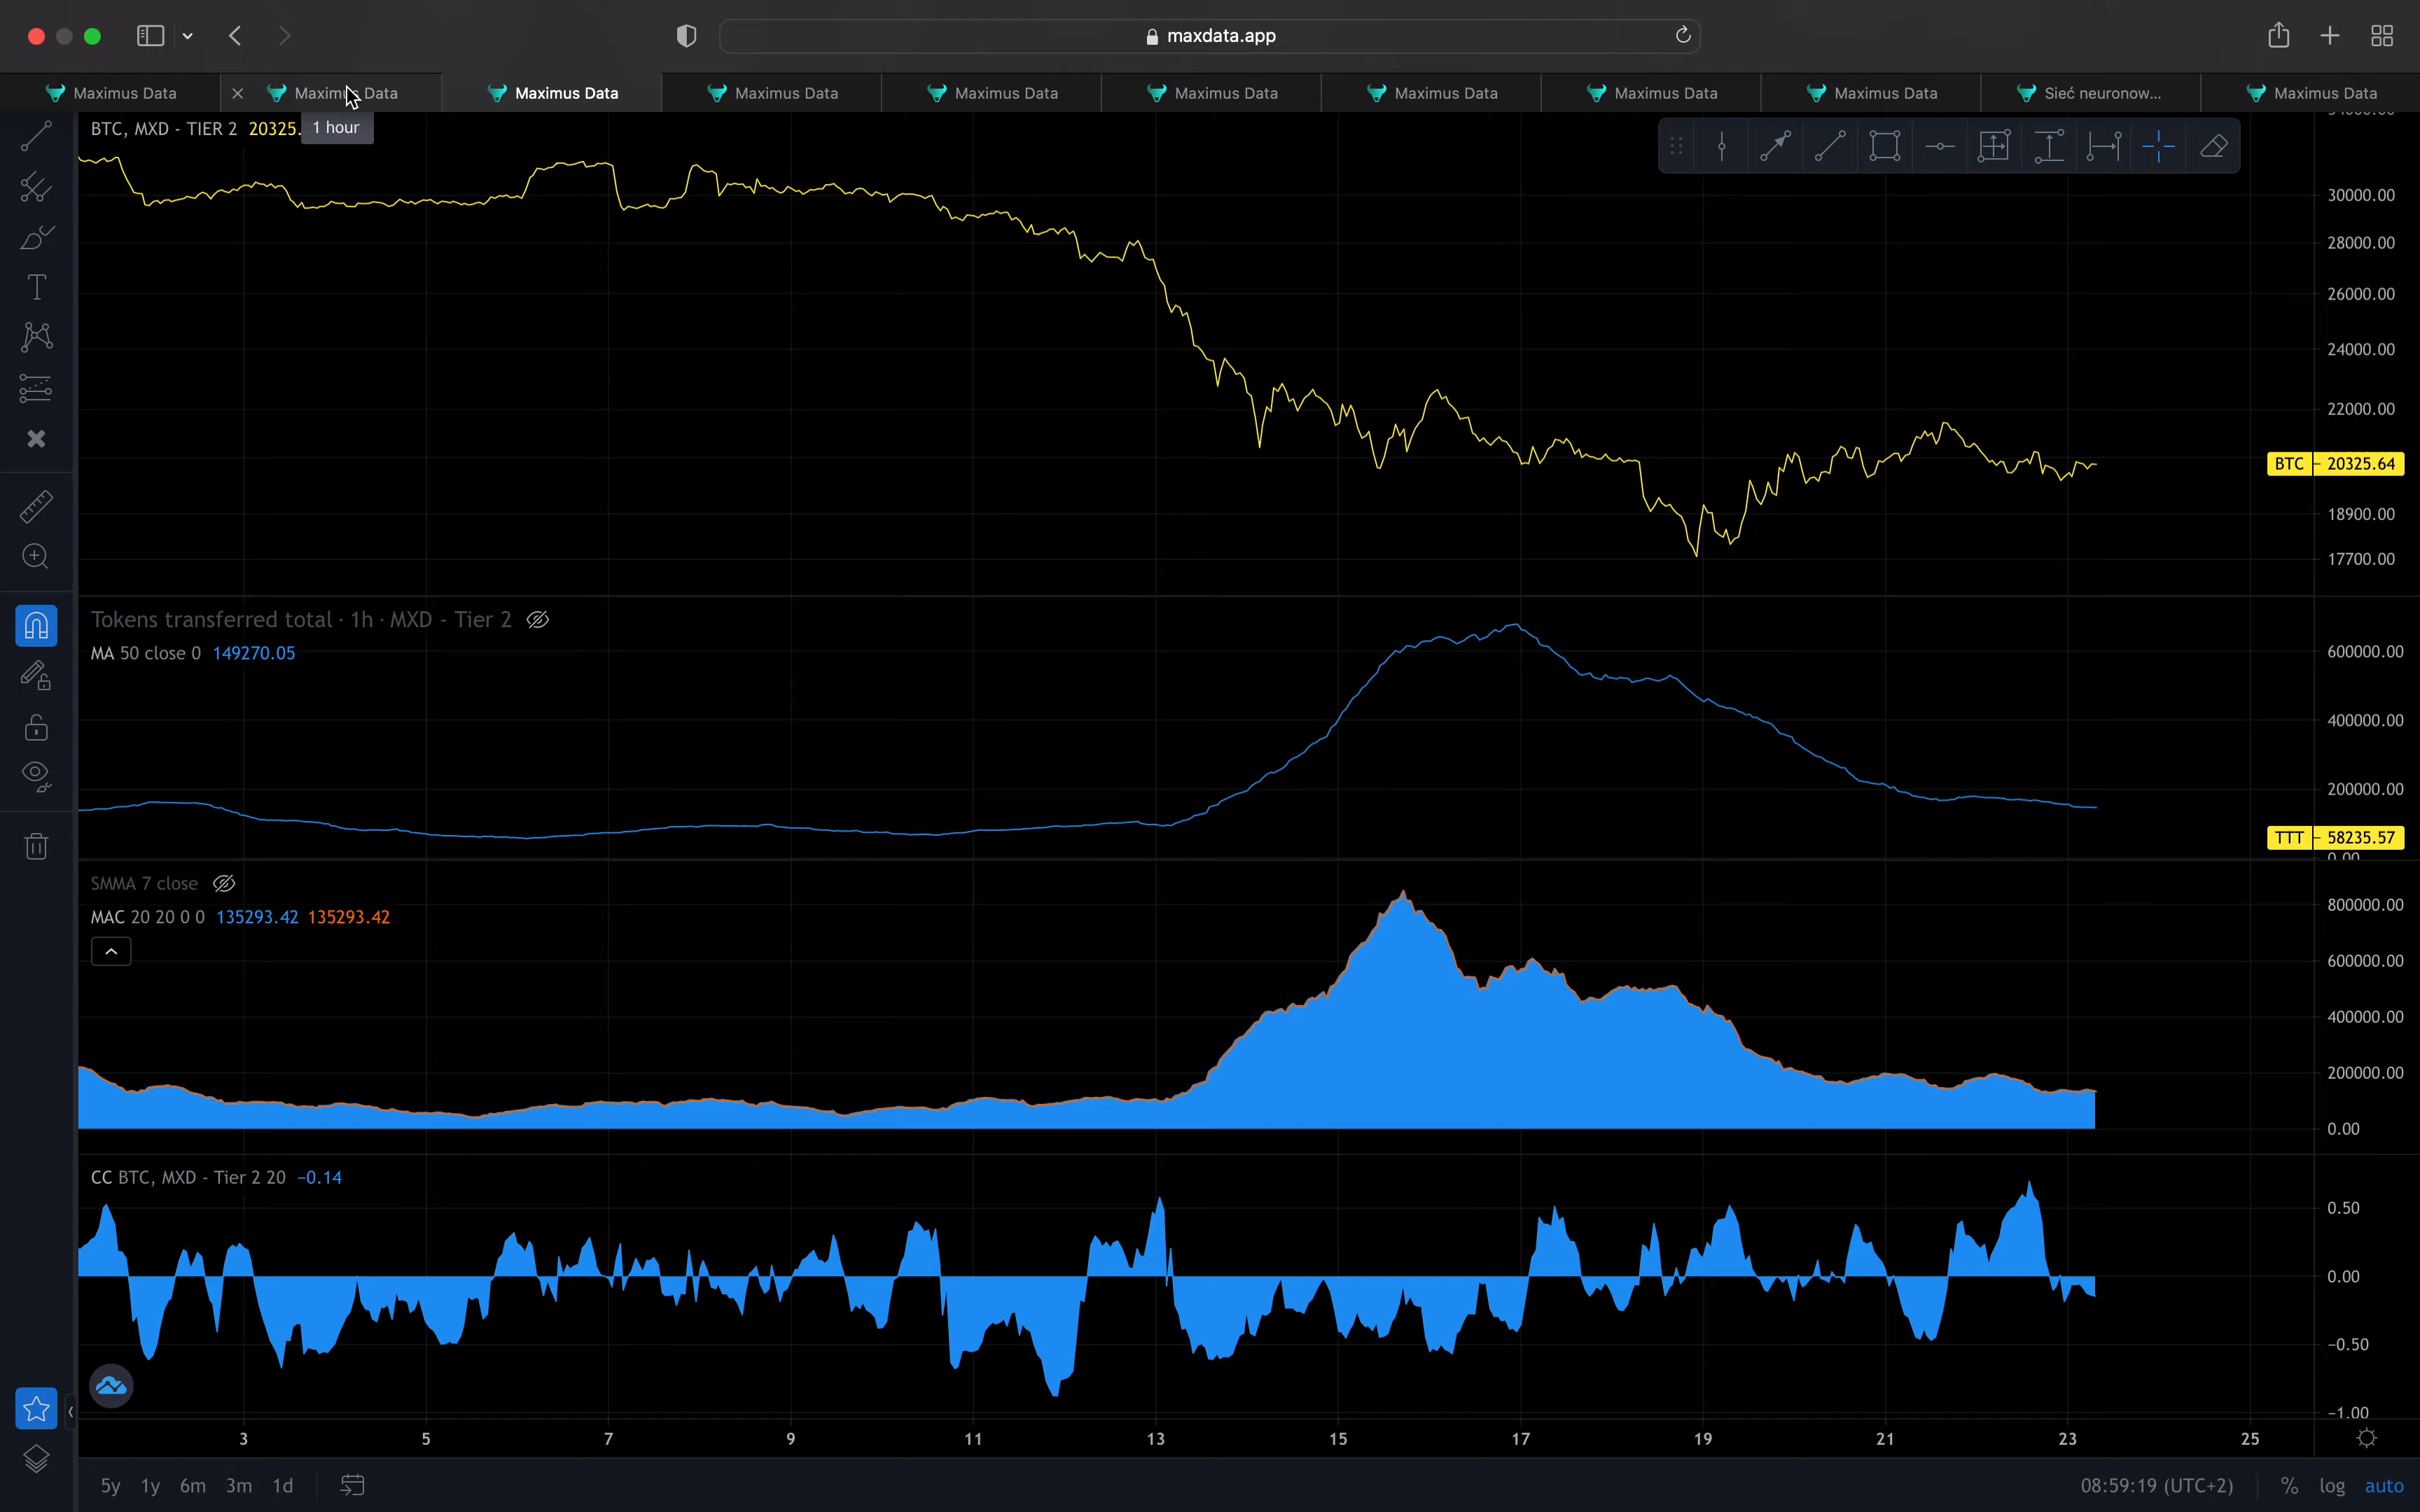 maxdata.app
Maximus Data
Maximus Data
Maximus Data
Maximus Data
Maximus Data
Maximus Data
Maximus Data
Maximus Data
Maximus Data
Sieć neuronow...
Maximus Data
BTC, MXD - TIER 2 20325.
1 hour
30000.00
28000.00
26000.00
24000.00
22000.00
BTC 20325.64
18900.00
17700.00
Tokens transferred total · 1h · MXD - Tier 2
MA 50 close 0 149270.05
600000.00
400000.00
200000.00
TTT 58235.57
0.00
SMMA 7 close
MAC 20 20 0 0 135293.42 135293.42
800000.00
600000.00
400000.00
200000.00
0.00
CC BTC, MXD - Tier 2 20 −0.14
0.50
0.00
−0.50
−1.00
3 5 7 9 11 13 15 17 19 21 23 25
5y 1y 6m 3m 1d
08:59:19 (UTC+2) % log auto